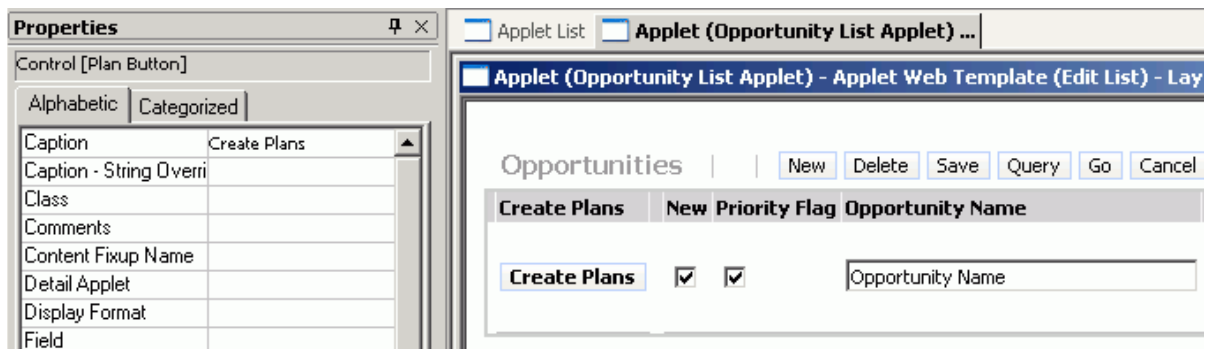 Properties
Control [Plan Button]
Alphabetic Categorized
Caption Create Plans
Caption - String Overri
Class
Comments
Content Fixup Name
Detail Applet
Display Format
Field
Applet List Applet (Opportunity List Applet) ...
Applet (Opportunity List Applet) - Applet Web Template (Edit List) - Lay
Opportunities | | New Delete Save Query Go Cancel
Create Plans New Priority Flag Opportunity Name
Create Plans Opportunity Name